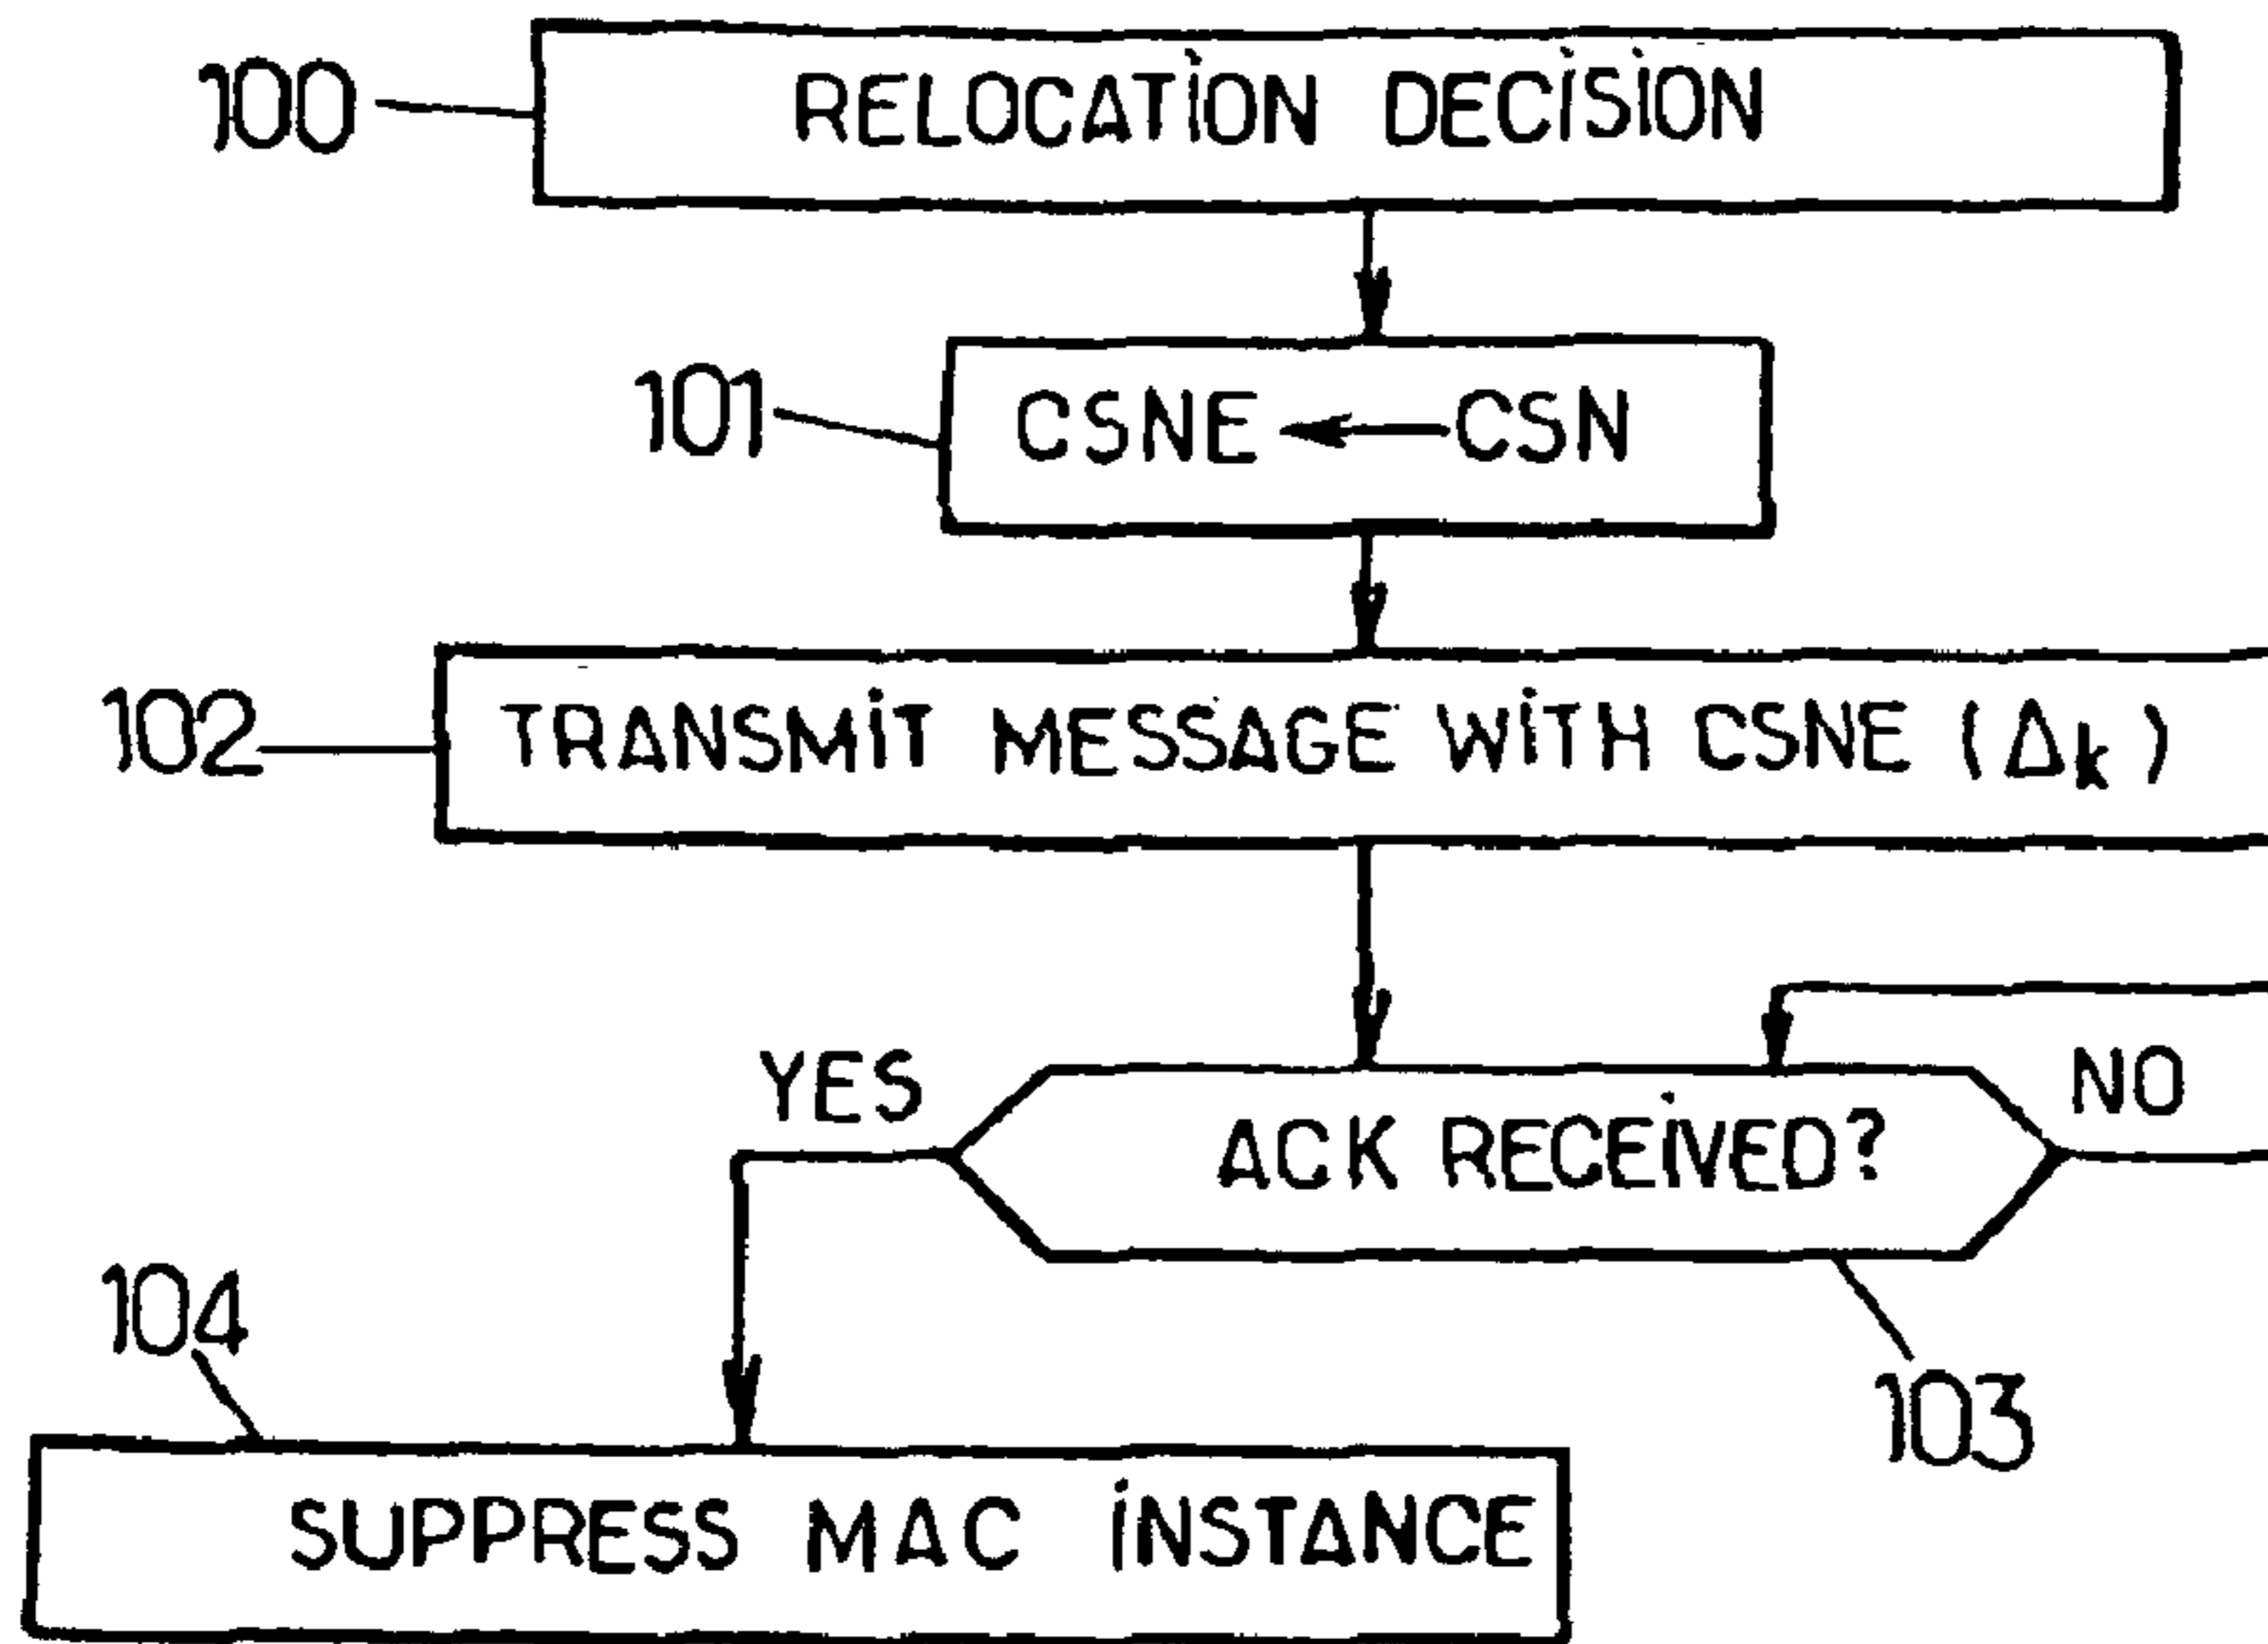 100 RELOCATION DECISION
101 CSNE ← CSN
102 TRANSMIT MESSAGE WITH CSNE (Δk)
YES
NO
ACK RECEIVED?
104
103
SUPPRESS MAC INSTANCE